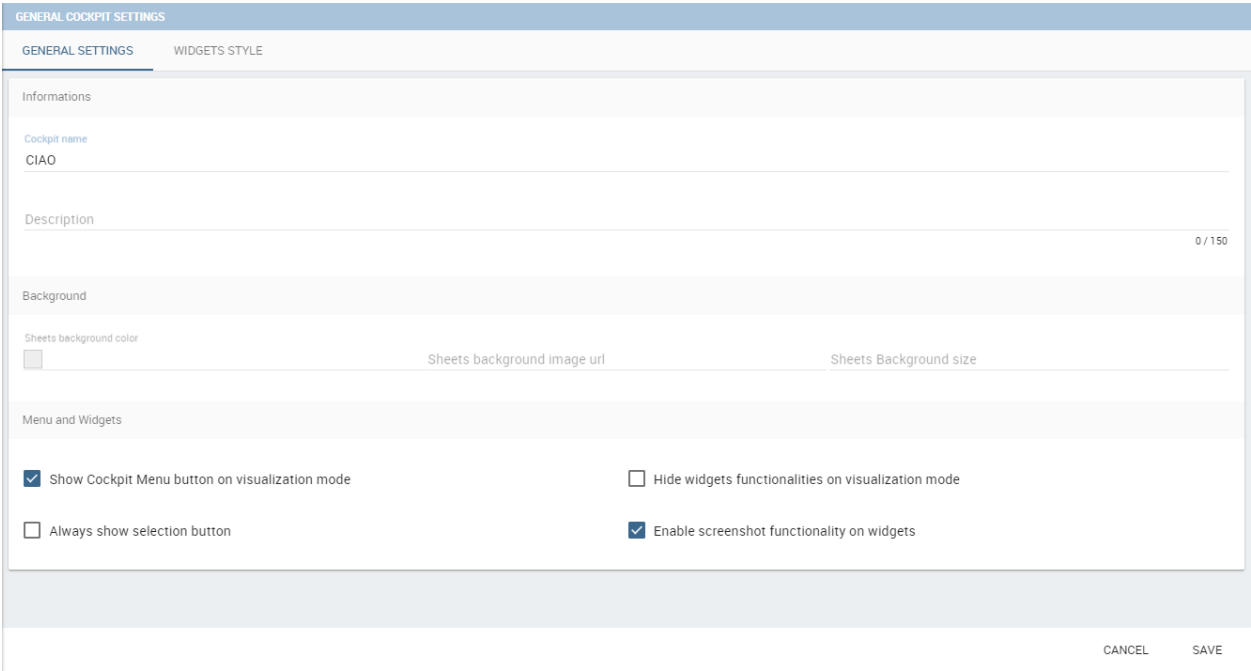 GENERAL COCKPIT SETTINGS
GENERAL SETTINGS WIDGETS STYLE
Informations
Cockpit name
CIAO
Description
0 / 150
Background
Sheets background color
Sheets background image url Sheets Background size
Menu and Widgets
Show Cockpit Menu button on visualization mode Hide widgets functionalities on visualization mode
Always show selection button Enable screenshot functionality on widgets
CANCEL SAVE